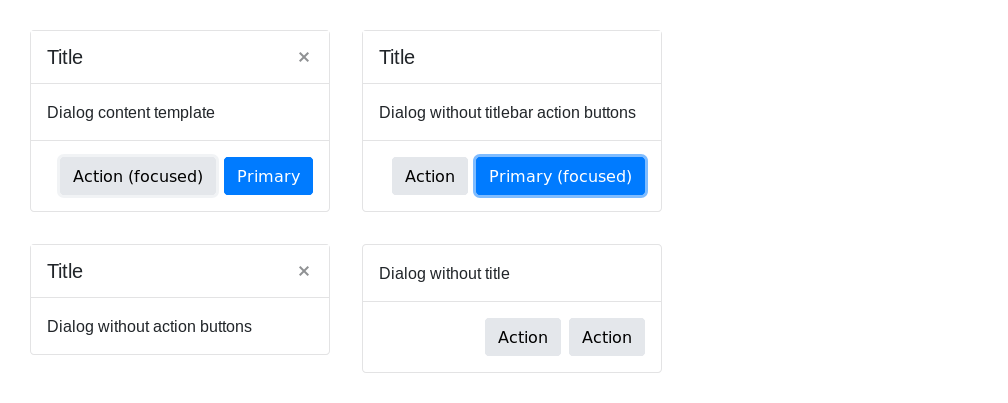 Title
Dialog content template
Action (focused) Primary
Title
Dialog without titlebar action buttons
Action Primary (focused)
Title
Dialog without action buttons
Dialog without title
Action Action